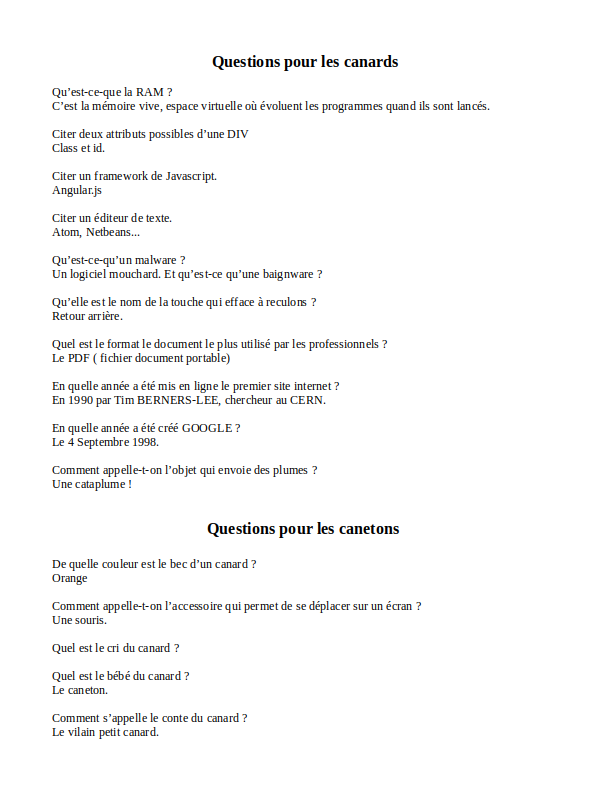 Questions pour les canards
Qu'est-ce-que la RAM ?
C'est la mémoire vive, espace virtuelle où évoluent les programmes quand ils sont lancés.
Citer deux attributs possibles d'une DIV
Class et id.
Citer un framework de Javascript.
Angular.js
Citer un éditeur de texte.
Atom, Netbeans...
Qu'est-ce-qu'un malware ?
Un logiciel mouchard. Et qu'est-ce qu'une baignware ?
Qu'elle est le nom de la touche qui efface à reculons ?
Retour arrière.
Quel est le format le document le plus utilisé par les professionnels ?
Le PDF ( fichier document portable)
En quelle année a été mis en ligne le premier site internet ?
En 1990 par Tim BERNERS-LEE, chercheur au CERN.
En quelle année a été créé GOOGLE ?
Le 4 Septembre 1998.
Comment appelle-t-on l'objet qui envoie des plumes ?
Une cataplume !
Questions pour les canetons
De quelle couleur est le bec d'un canard ?
Orange
Comment appelle-t-on l'accessoire qui permet de se déplacer sur un écran ?
Une souris.
Quel est le cri du canard ?
Quel est le bébé du canard ?
Le caneton.
Comment s'appelle le conte du canard ?
Le vilain petit canard.